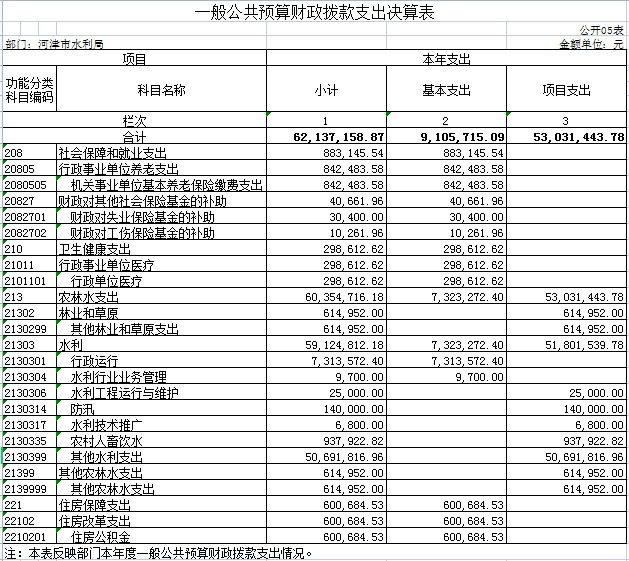 一般公共预算财政拨款支出决算表
公开05表
部门：河津市水利局 金额单位：元
项目 本年支出
功能分类科目编码 科目名称 小计 基本支出 项目支出
栏次 1 2 3
合计 62,137,158.87 9,105,715.09 53,031,443.78
208 社会保障和就业支出 883,145.54 883,145.54
20805 行政事业单位养老支出 842,483.58 842,483.58
2080505 机关事业单位基本养老保险缴费支出 842,483.58 842,483.58
20827 财政对其他社会保险基金的补助 40,661.96 40,661.96
2082701 财政对失业保险基金的补助 30,400.00 30,400.00
2082702 财政对工伤保险基金的补助 10,261.96 10,261.96
210 卫生健康支出 298,612.62 298,612.62
21011 行政事业单位医疗 298,612.62 298,612.62
2101101 行政单位医疗 298,612.62 298,612.62
213 农林水支出 60,354,716.18 7,323,272.40 53,031,443.78
21302 林业和草原 614,952.00 614,952.00
2130299 其他林业和草原支出 614,952.00 614,952.00
21303 水利 59,124,812.18 7,323,272.40 51,801,539.78
2130301 行政运行 7,313,572.40 7,313,572.40
2130304 水利行业业务管理 9,700.00 9,700.00
2130306 水利工程运行与维护 25,000.00 25,000.00
2130314 防汛 140,000.00 140,000.00
2130317 水利技术推广 6,800.00 6,800.00
2130335 农村人畜饮水 937,922.82 937,922.82
2130399 其他水利支出 50,691,816.96 50,691,816.96
21399 其他农林水支出 614,952.00 614,952.00
2139999 其他农林水支出 614,952.00 614,952.00
221 住房保障支出 600,684.53 600,684.53
22102 住房改革支出 600,684.53 600,684.53
2210201 住房公积金 600,684.53 600,684.53
注：本表反映部门本年度一般公共预算财政拨款支出情况。